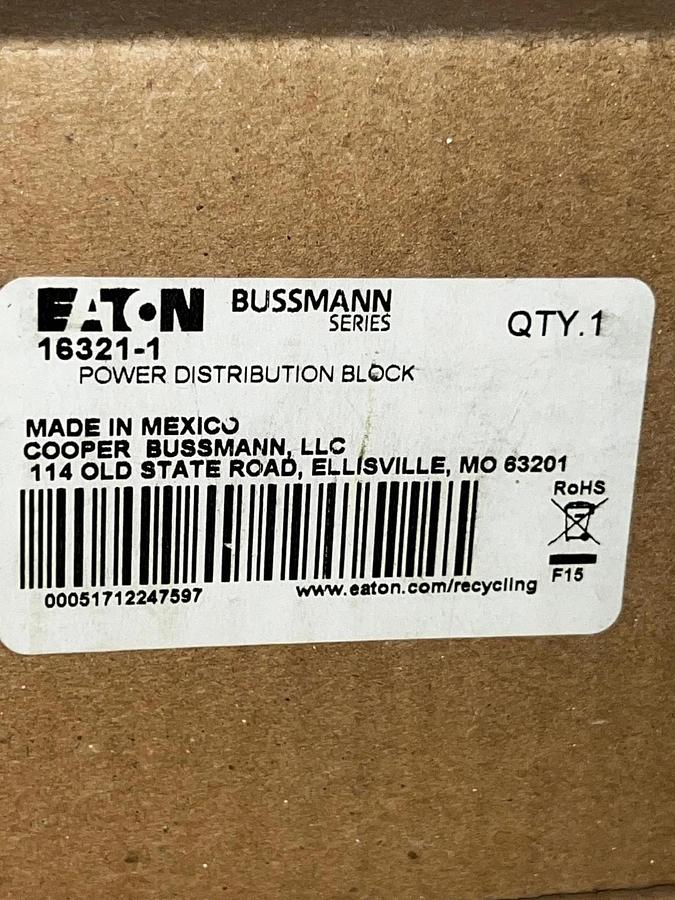 EATON BUSSMANN
SERIES
QTY.1
16321-1
POWER DISTRIBUTION BLOCK
MADE IN MEXICO
COOPER BUSSMANN, LLC
114 OLD STATE ROAD, ELLISVILLE, MO 63201
RoHS
F15
00051712247597
www.eaton.com/recycling